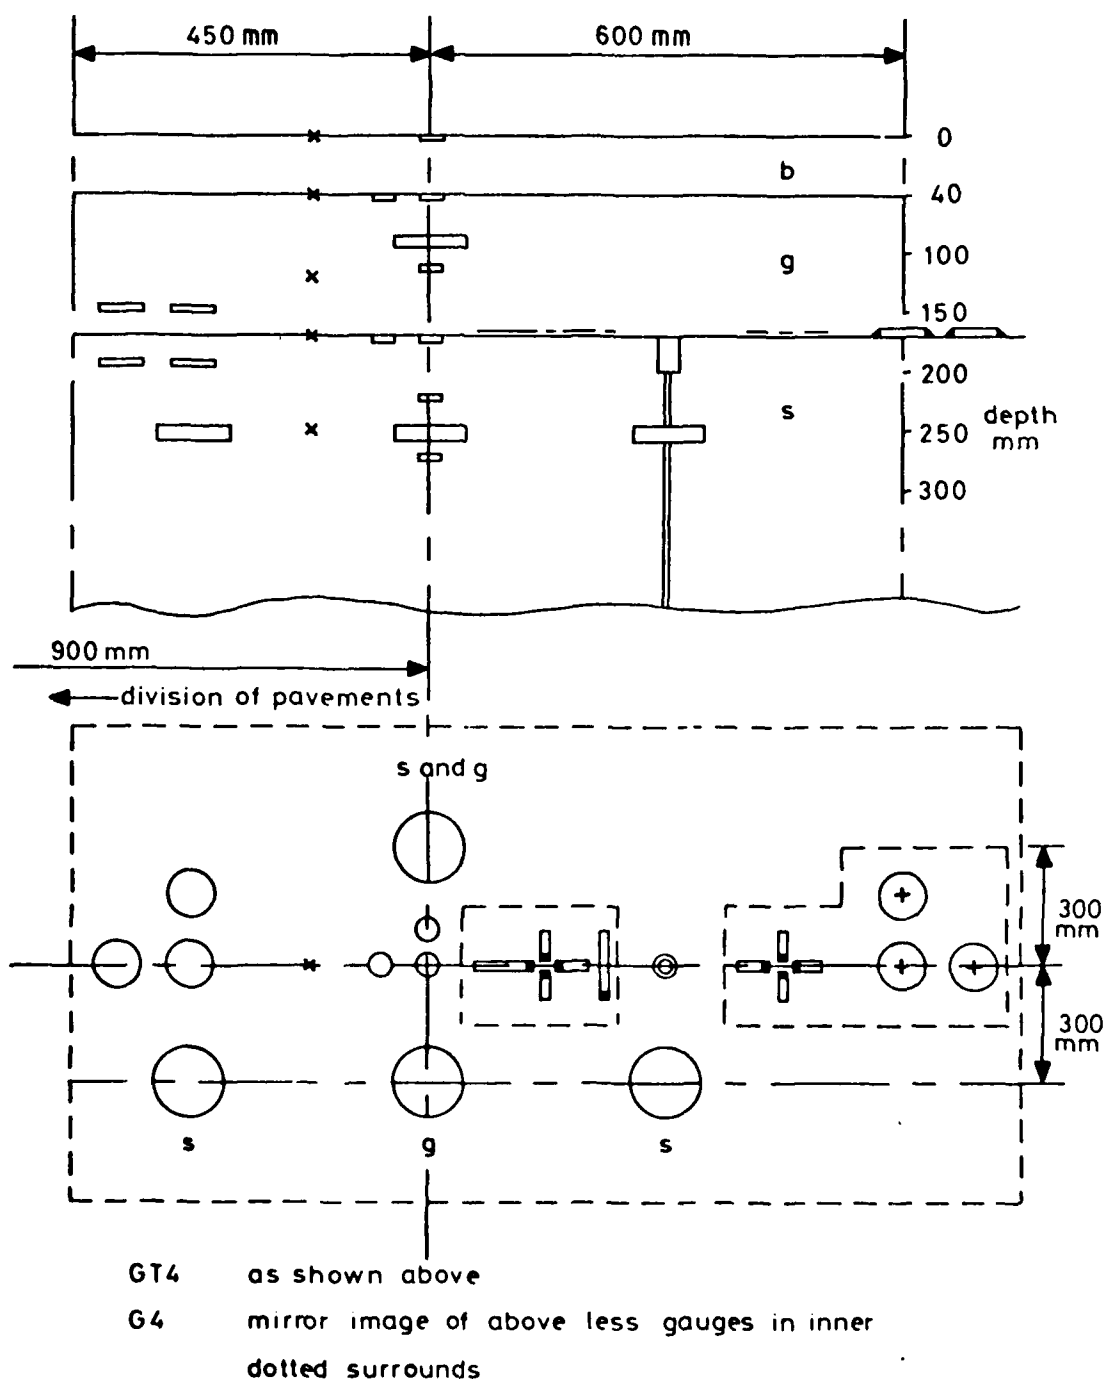 450 mm
600 mm
0
b
40
100
g
150
200
s
depth
mm
250
300
900 mm
division of pavements
s and g
300
mm
300
mm
s
g
s
GT4 as shown above
G4 mirror image of above less gauges in inner
dotted surrounds